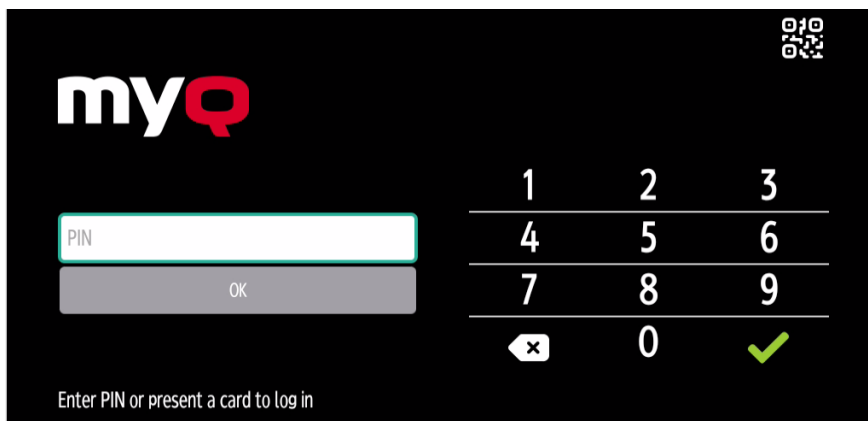 myQ
PIN
OK
1 2 3
4 5 6
7 8 9
0
Enter PIN or present a card to log in